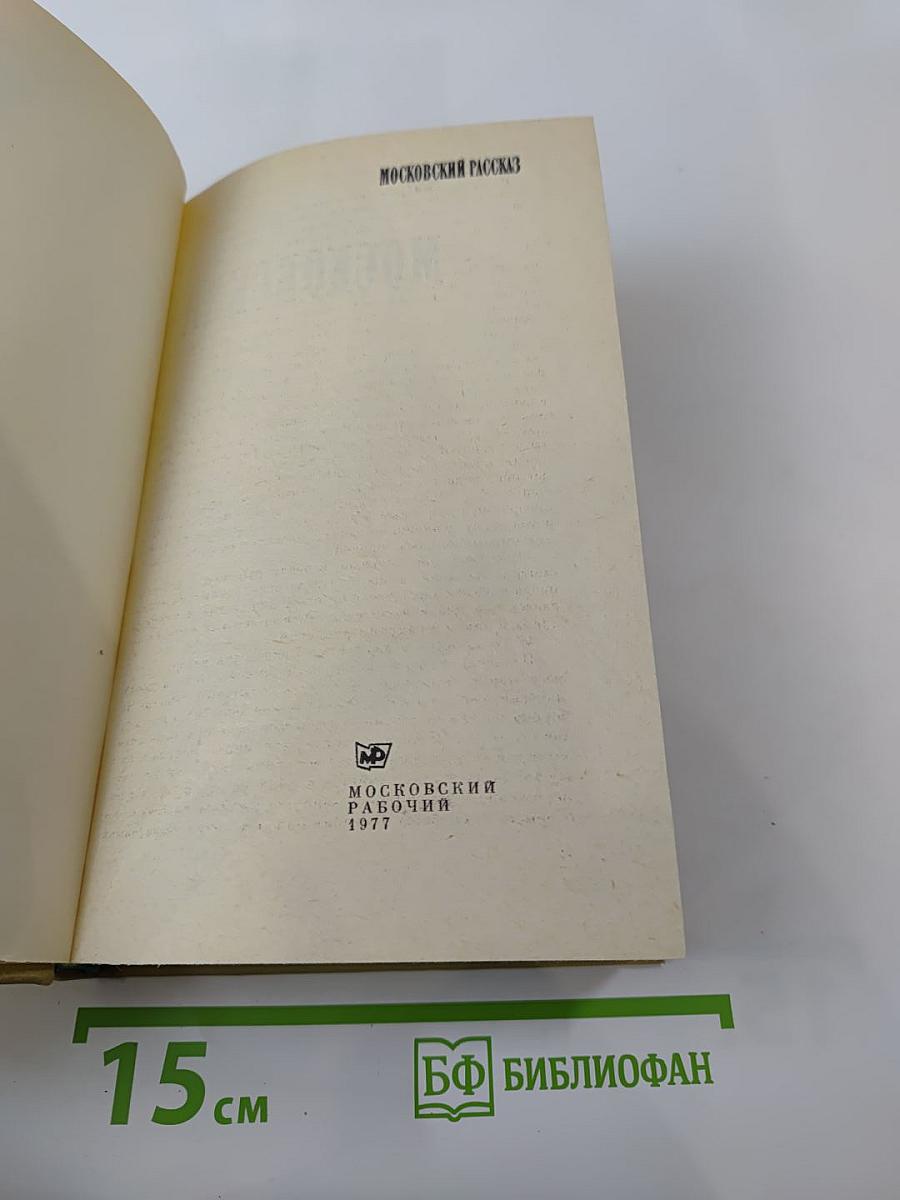 МОСКОВСКИЙ РАССКАЗ
МР
МОСКОВСКИЙ
РАБОЧИЙ
1977
15 см
БФ БИБЛИОФАН